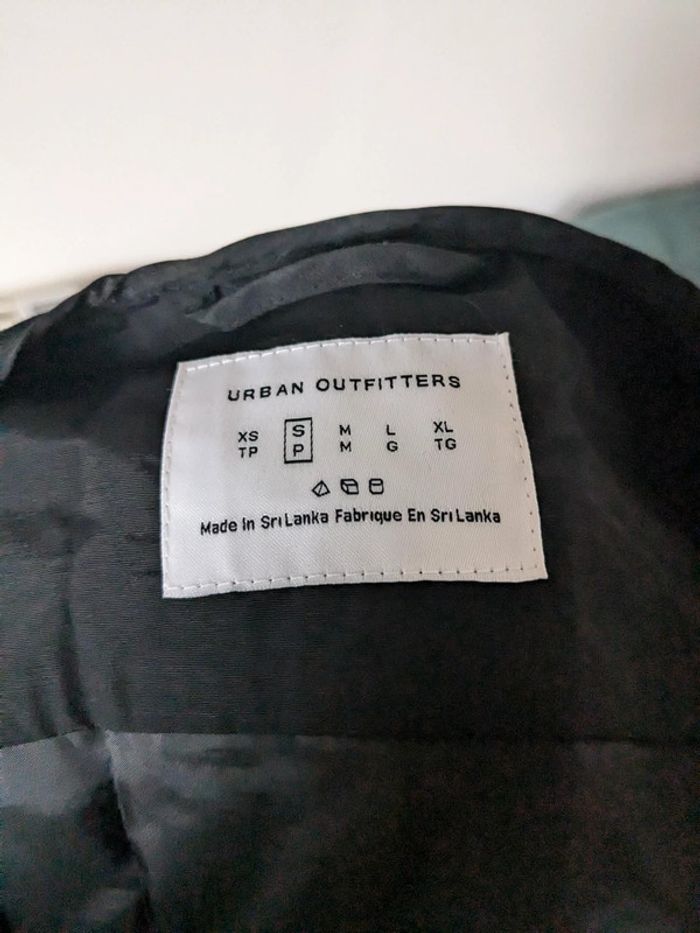 URBAN OUTFITTERS
XS S M L XL
TP P M G TG
Made In Sri Lanka Fabrique En Sri Lanka